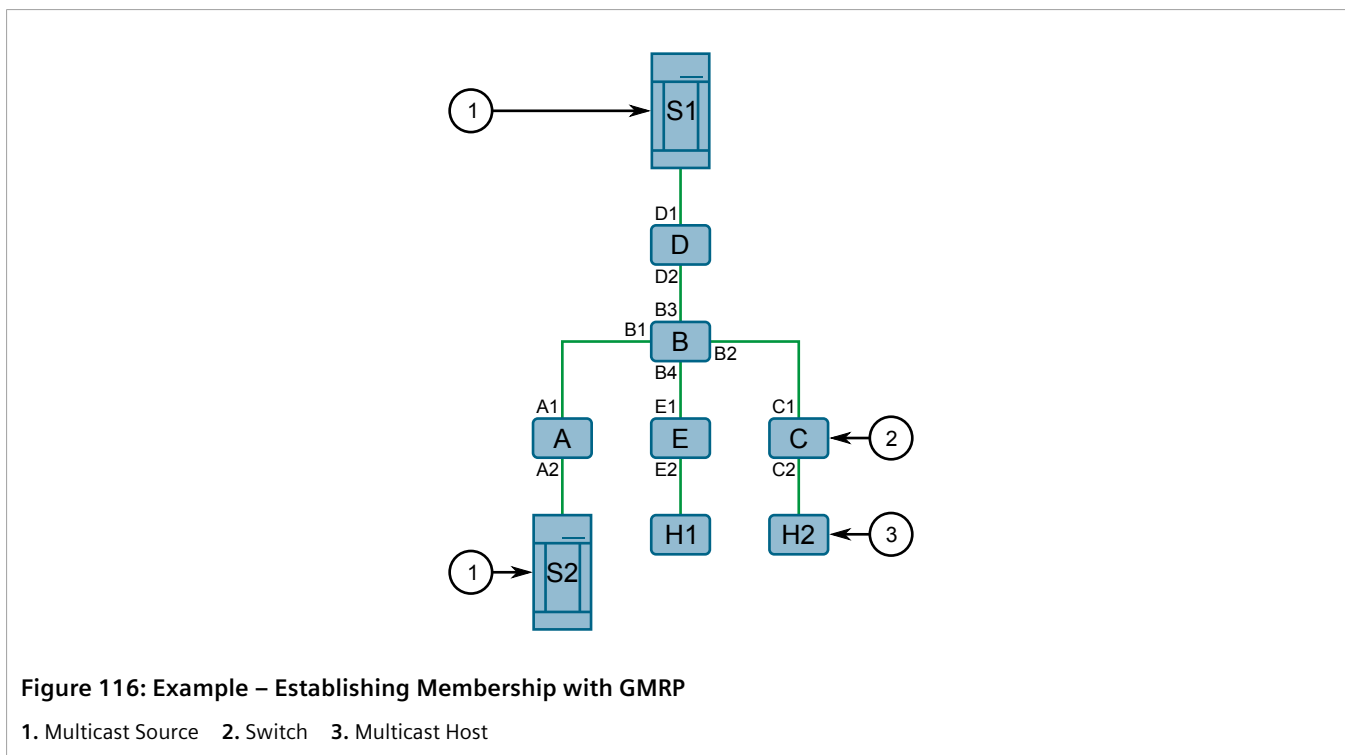 1
S1
D1
D
D2
B3
B1
B
B2
B4
A1
E1
C1
A
E
C
2
A2
E2
C2
H1
H2
3
1
S2
Figure 116: Example – Establishing Membership with GMRP
1. Multicast Source 2. Switch 3. Multicast Host